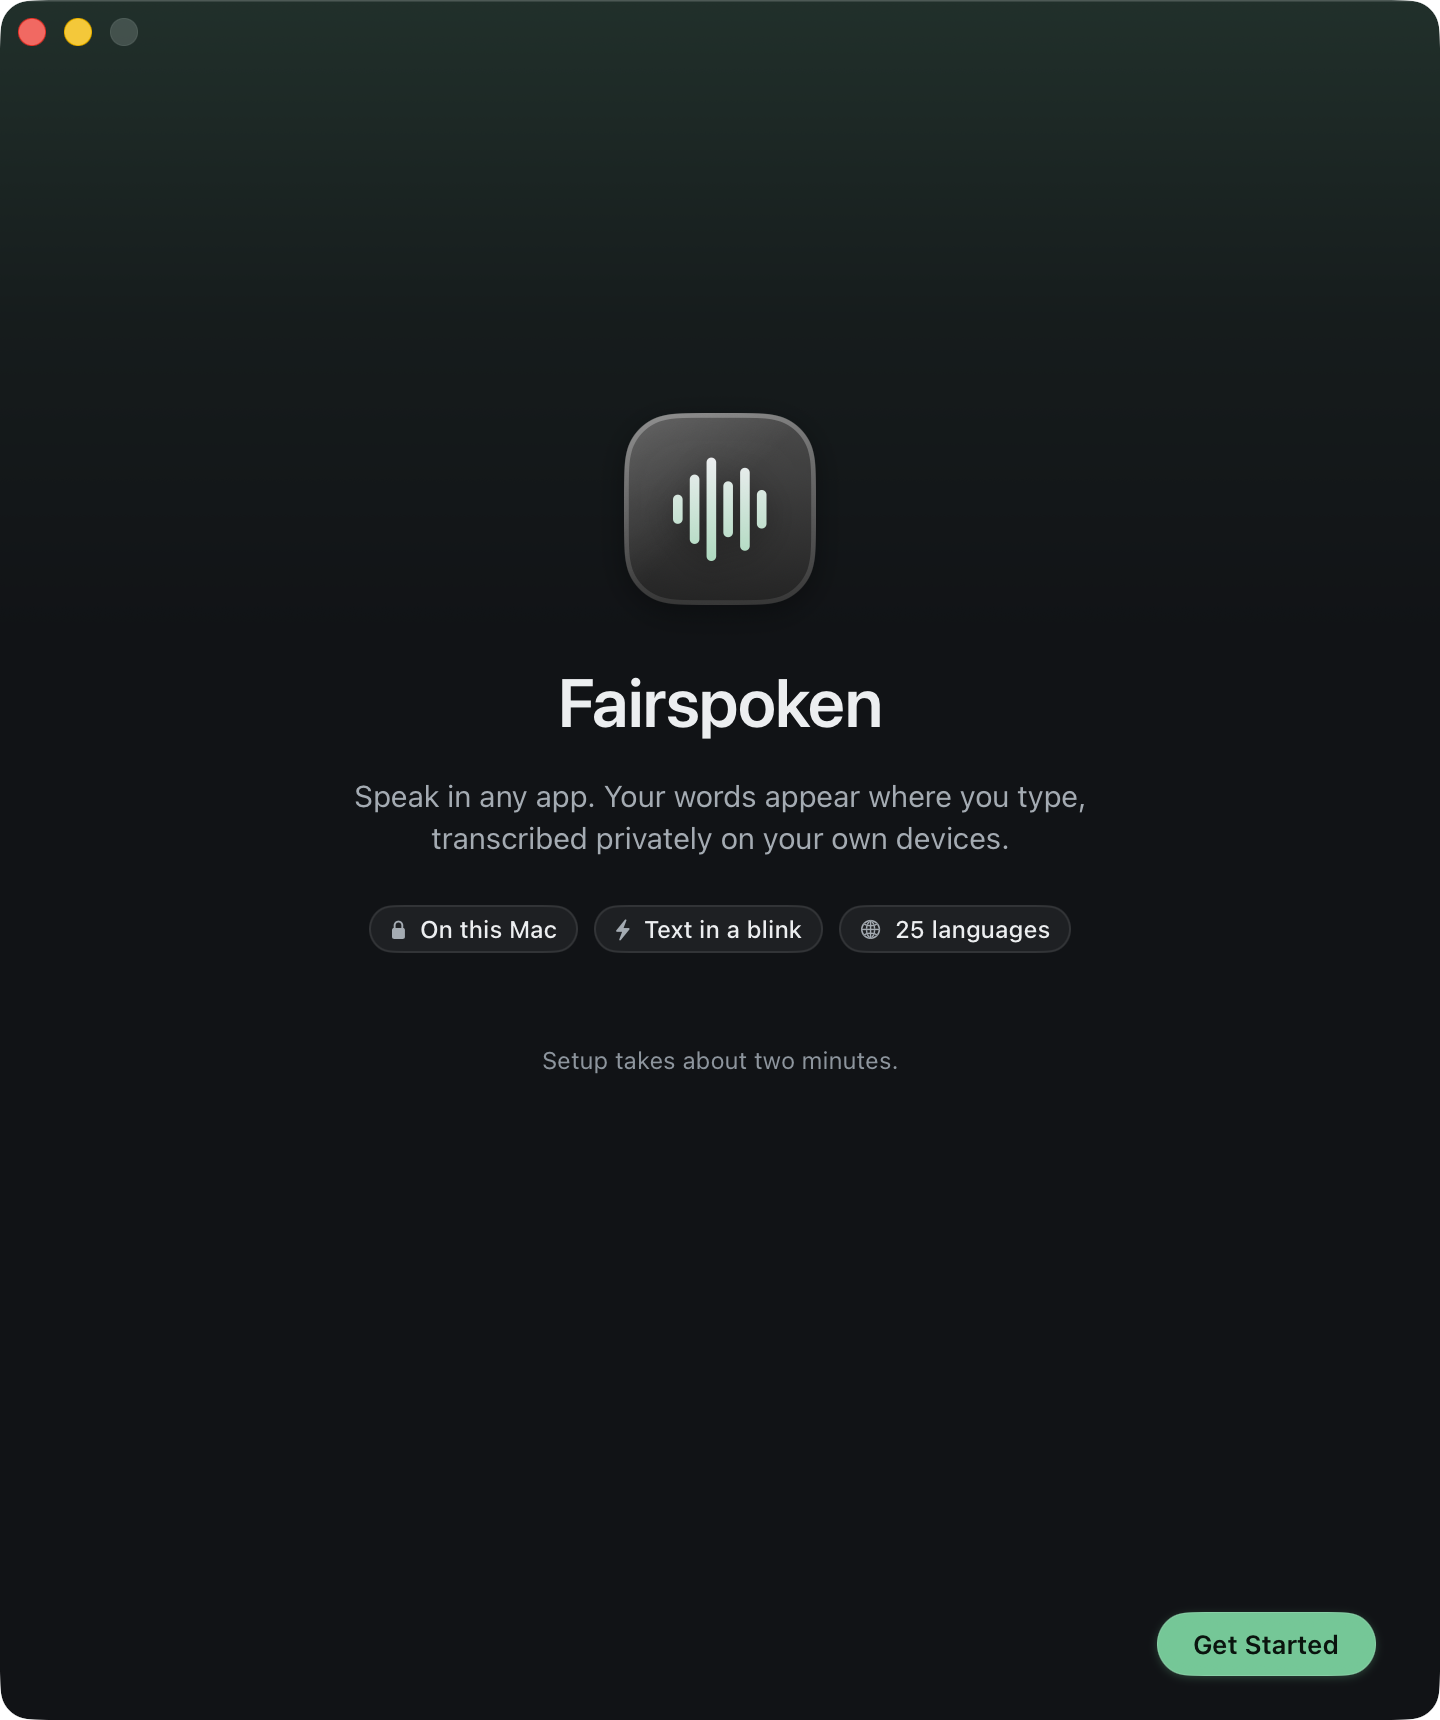 Fairspoken
Speak in any app. Your words appear where you type,
transcribed privately on your own devices.
On this Mac
Text in a blink
25 languages
Setup takes about two minutes.
Get Started